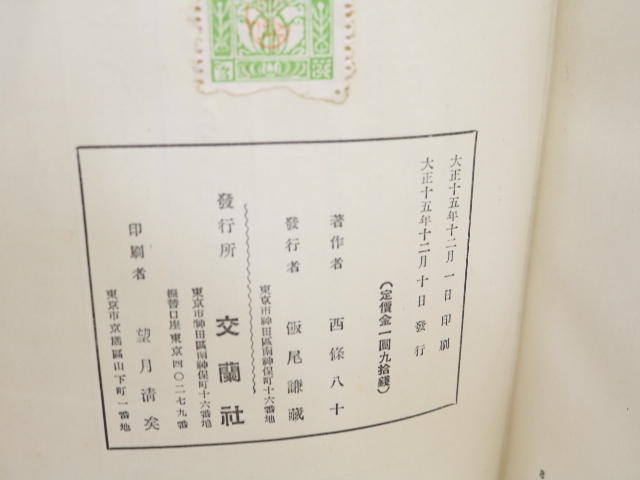 大正十五年十二月一日印刷
大正十五年十二月十日發行
(定價金一圓九拾錢)
著作者 西條八十
發行者 飯尾謙藏
東京市神田區南神保町十六番地
發行所 交蘭社
東京市神田區南神保町十六番地
振替口座東京四〇二七九番
印刷者 望月清矣
東京市京橋區山下町一番地